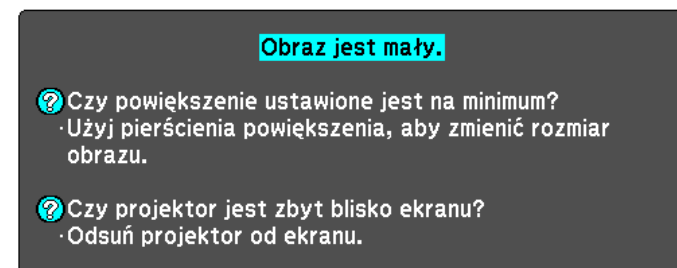 Obraz jest mały.
Czy powiększenie ustawione jest na minimum?
·Użyj pierścienia powiększenia, aby zmienić rozmiar
obrazu.
Czy projektor jest zbyt blisko ekranu?
·Odsuń projektor od ekranu.